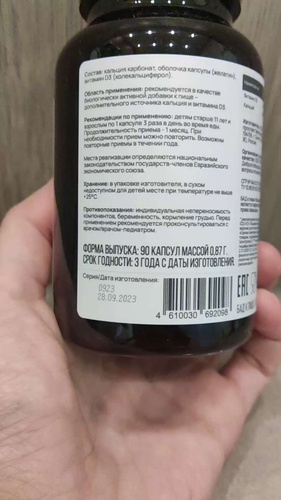 Состав: кальция карбонат, оболочка капсулы (желатин),
витамин D3 (холекальциферол).
Область применения: рекомендуется в качестве
биологически активной добавки к пище -
дополнительного источника кальция и витамина D3
Рекомендации по применению: детям старше 11 лет и
взрослым по 1 капсуле 3 раза в день во время еды.
Продолжительность приема - 1 месяц. При
необходимости прием можно повторить. Возможны
повторные приемы в течении года.
Места реализации определяются национальным
законодательством государств-членов Евразийского
экономического союза.
Хранение: в упаковке изготовителя, в сухом
недоступном для детей месте при температуре не выше
+25°C.
Противопоказания: индивидуальная непереносимость
компонентов, беременность, кормление грудью. Перед
применением рекомендуется проконсультироваться с
врачом/врачом-педиатром.
ФОРМА ВЫПУСКА: 90 КАПСУЛ МАССОЙ 0,87 Г.
СРОК ГОДНОСТИ: 3 ГОДА С ДАТЫ ИЗГОТОВЛЕНИЯ.
Серия/Дата изготовления:
0923
28.09.2023
4 610030 692098
EAC